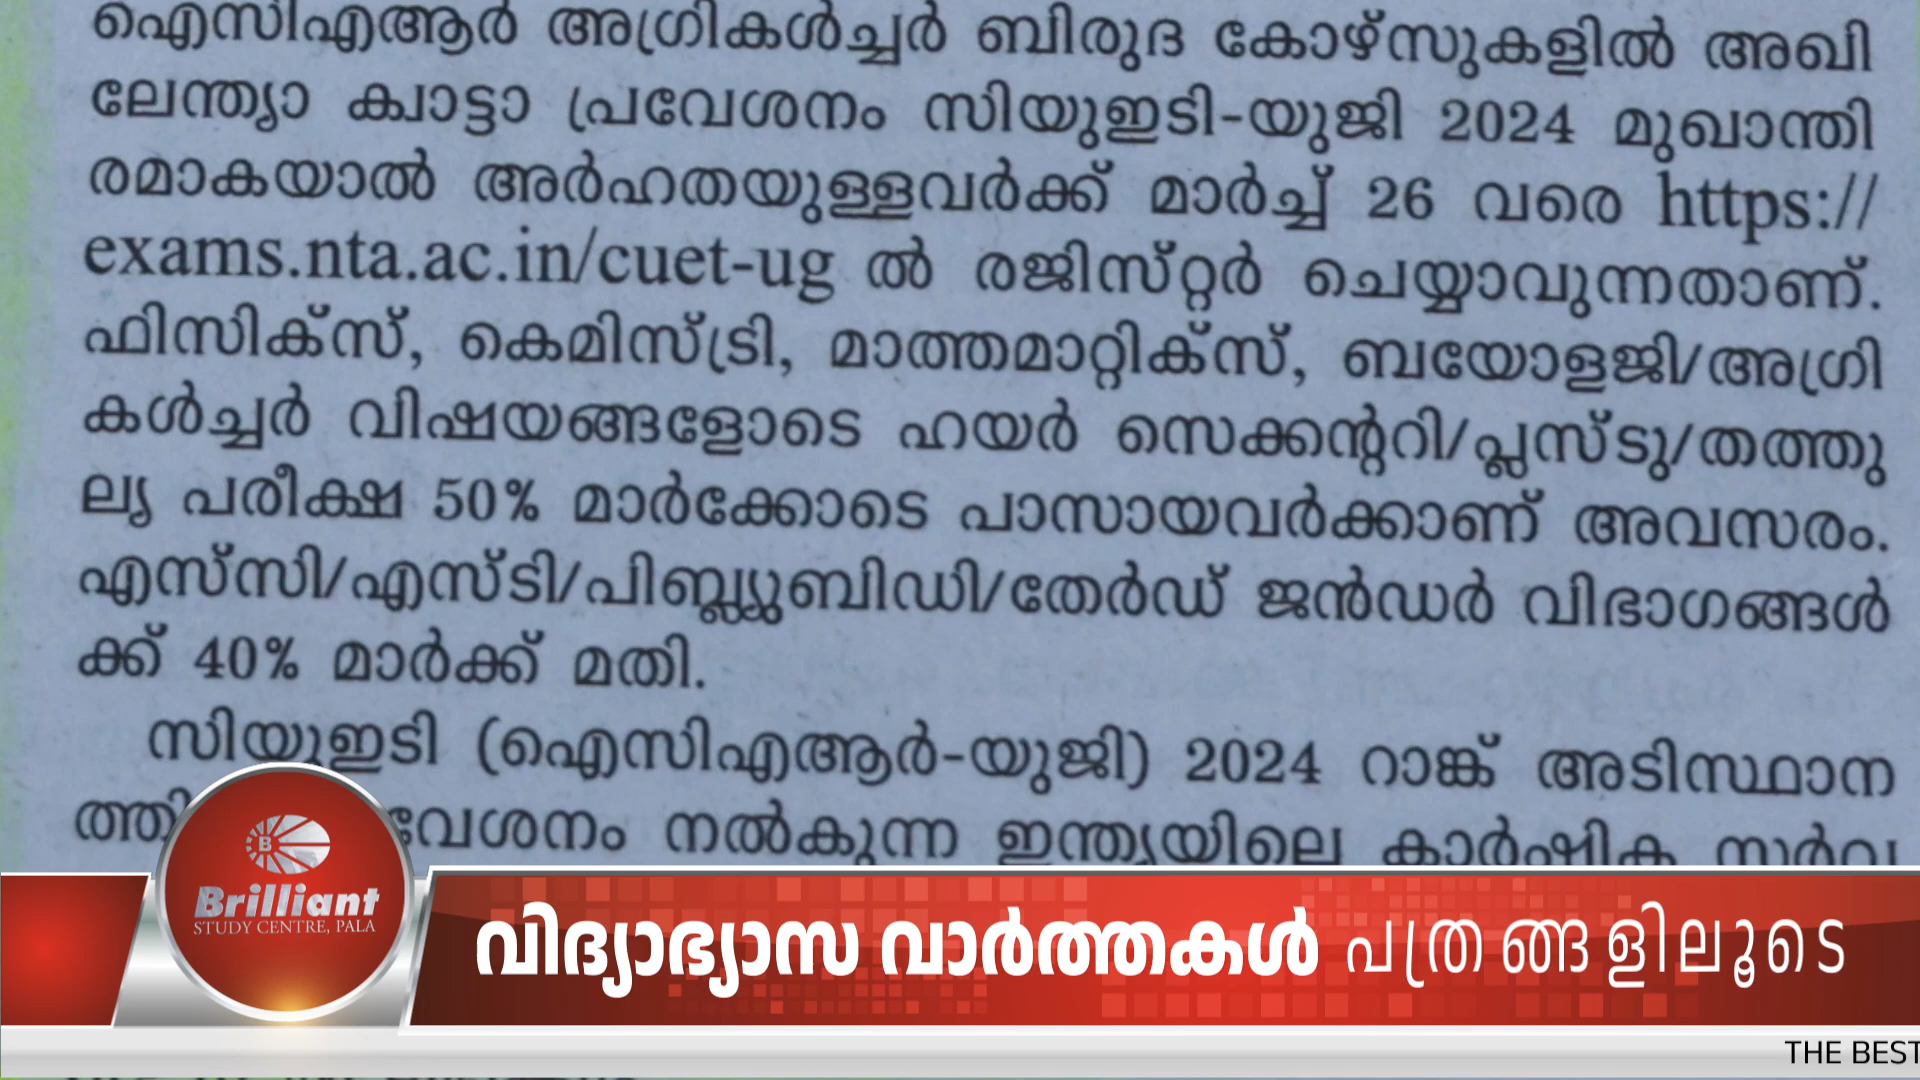 ഐസിഎആർ അഗ്രികൾച്ചർ ബിരുദ കോഴ്സുകളിൽ അഖി
ലേന്ത്യാ ക്വാട്ടാ പ്രവേശനം സിയുഇടി-യുജി 2024 മുഖാന്തി
രമാകയാൽ അർഹതയുള്ളവർക്ക് മാർച്ച് 26 വരെ https://
exams.nta.ac.in/cuet-ug ൽ രജിസ്റ്റർ ചെയ്യാവുന്നതാണ്.
ഫിസിക്സ്, കെമിസ്ട്രി, മാത്തമാറ്റിക്സ്, ബയോളജി/അഗ്രി
കൾച്ചർ വിഷയങ്ങളോടെ ഹയർ സെക്കന്ററി/പ്ലസ്ടു/തത്തു
ല്യ പരീക്ഷ 50% മാർക്കോടെ പാസായവർക്കാണ് അവസരം.
എസ്സി/എസ്ടി/പിബ്ല്യുബിഡി/തേർഡ് ജൻഡർ വിഭാഗങ്ങൾ
ക്ക് 40% മാർക്ക് മതി.
സിയുഇടി (ഐസിഎആർ-യുജി) 2024 റാങ്ക് അടിസ്ഥാന
നൽകുന്ന ഇന്ത്യയിലെ കാർഷിക സർവ
B
Brilliant
STUDY CENTRE, PALA
വിദ്യാഭ്യാസ വാർത്തകൾ പത്രങ്ങളിലൂടെ
THE BEST